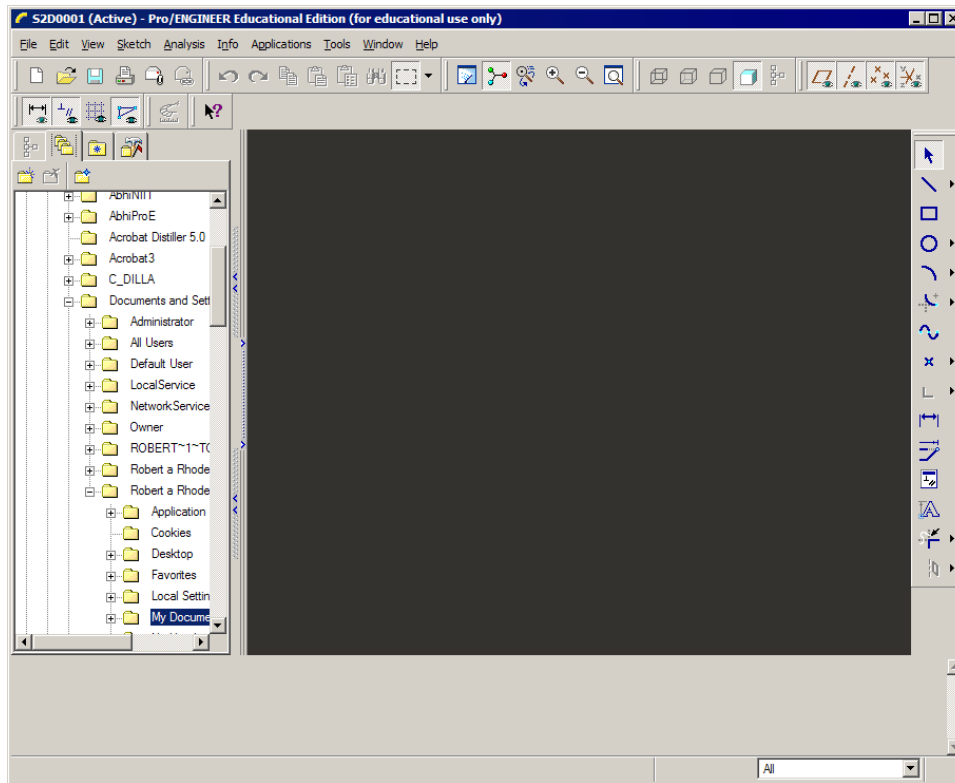 S2D0001 (Active) - Pro/ENGINEER Educational Edition (for educational use only)
File Edit View Sketch Analysis Info Applications Tools Window Help
AbhiNIIT
AbhiProE
Acrobat Distiller 5.0
Acrobat3
C_DILLA
Documents and Sett
Administrator
All Users
Default User
LocalService
NetworkService
Owner
ROBERT~1~TO
Robert a Rhode
Robert a Rhode
Application
Cookies
Desktop
Favorites
Local Settin
My Docume
All